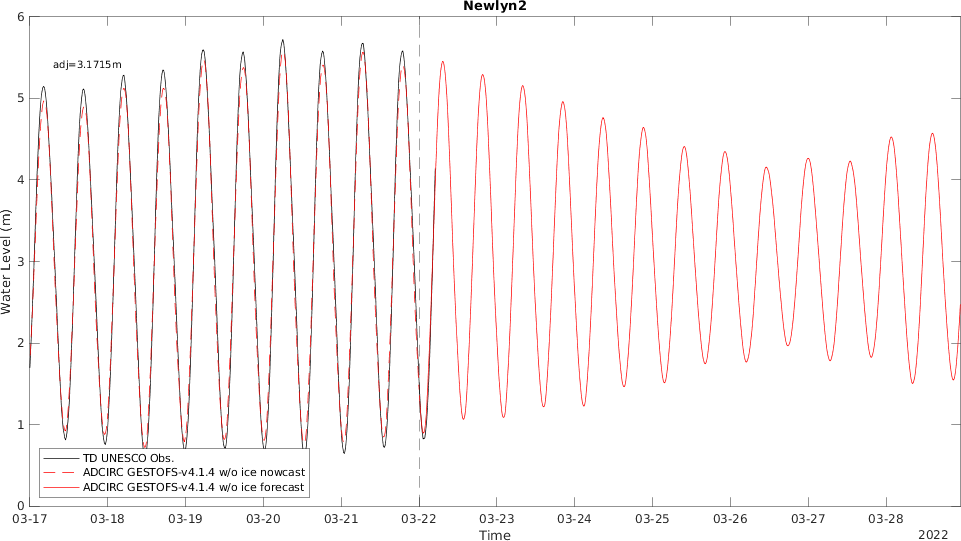 Newlyn2
6
adj=3.1715m
5
4
3
2
1
0
Water Level (m)
TD UNESCO Obs.
ADCIRC GESTOFS-v4.1.4 w/o ice nowcast
ADCIRC GESTOFS-v4.1.4 w/o ice forecast
03-17 03-18 03-19 03-20 03-21 03-22 03-23 03-24 03-25 03-26 03-27 03-28
Time
2022